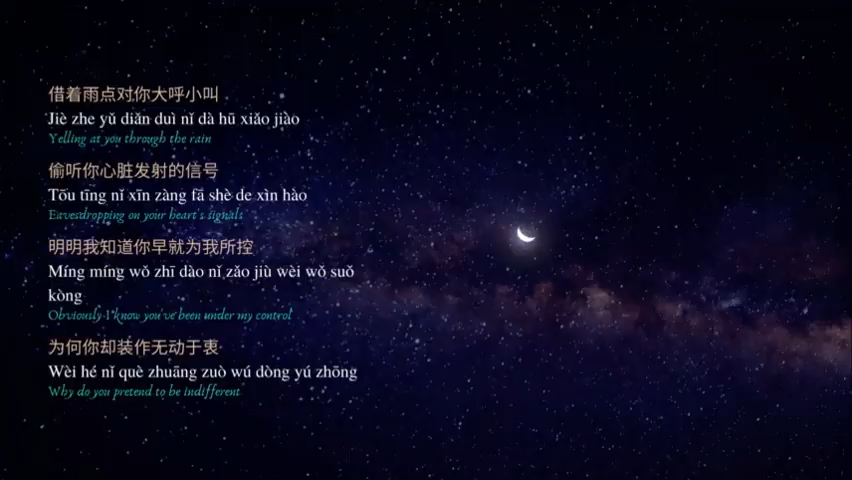 借着雨点对你大呼小叫
Jiè zhe yǔ diǎn duì nǐ dà hū xiǎo jiào
Yelling at you through the rain
偷听你心脏发射的信号
Tōu tīng nǐ xīn zàng fā shè de xìn hào
Eavesdropping on your heart's signals
明明我知道你早就为我所控
Míng míng wǒ zhī dào nǐ zǎo jiù wèi wǒ suǒ
kòng
Obviously I know you've been under my control
为何你却装作无动于衷
Wèi hé nǐ què zhuāng zuò wú dòng yú zhōng
Why do you pretend to be indifferent